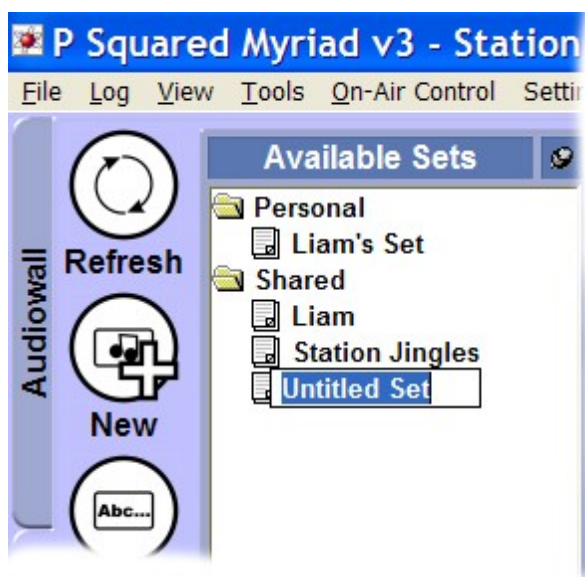 P Squared Myriad v3 - Station
File Log View Tools On-Air Control
Audiowall
Refresh
New
Abc...
Available Sets
Personal
Liam's Set
Shared
Liam
Station Jingles
Untitled Set